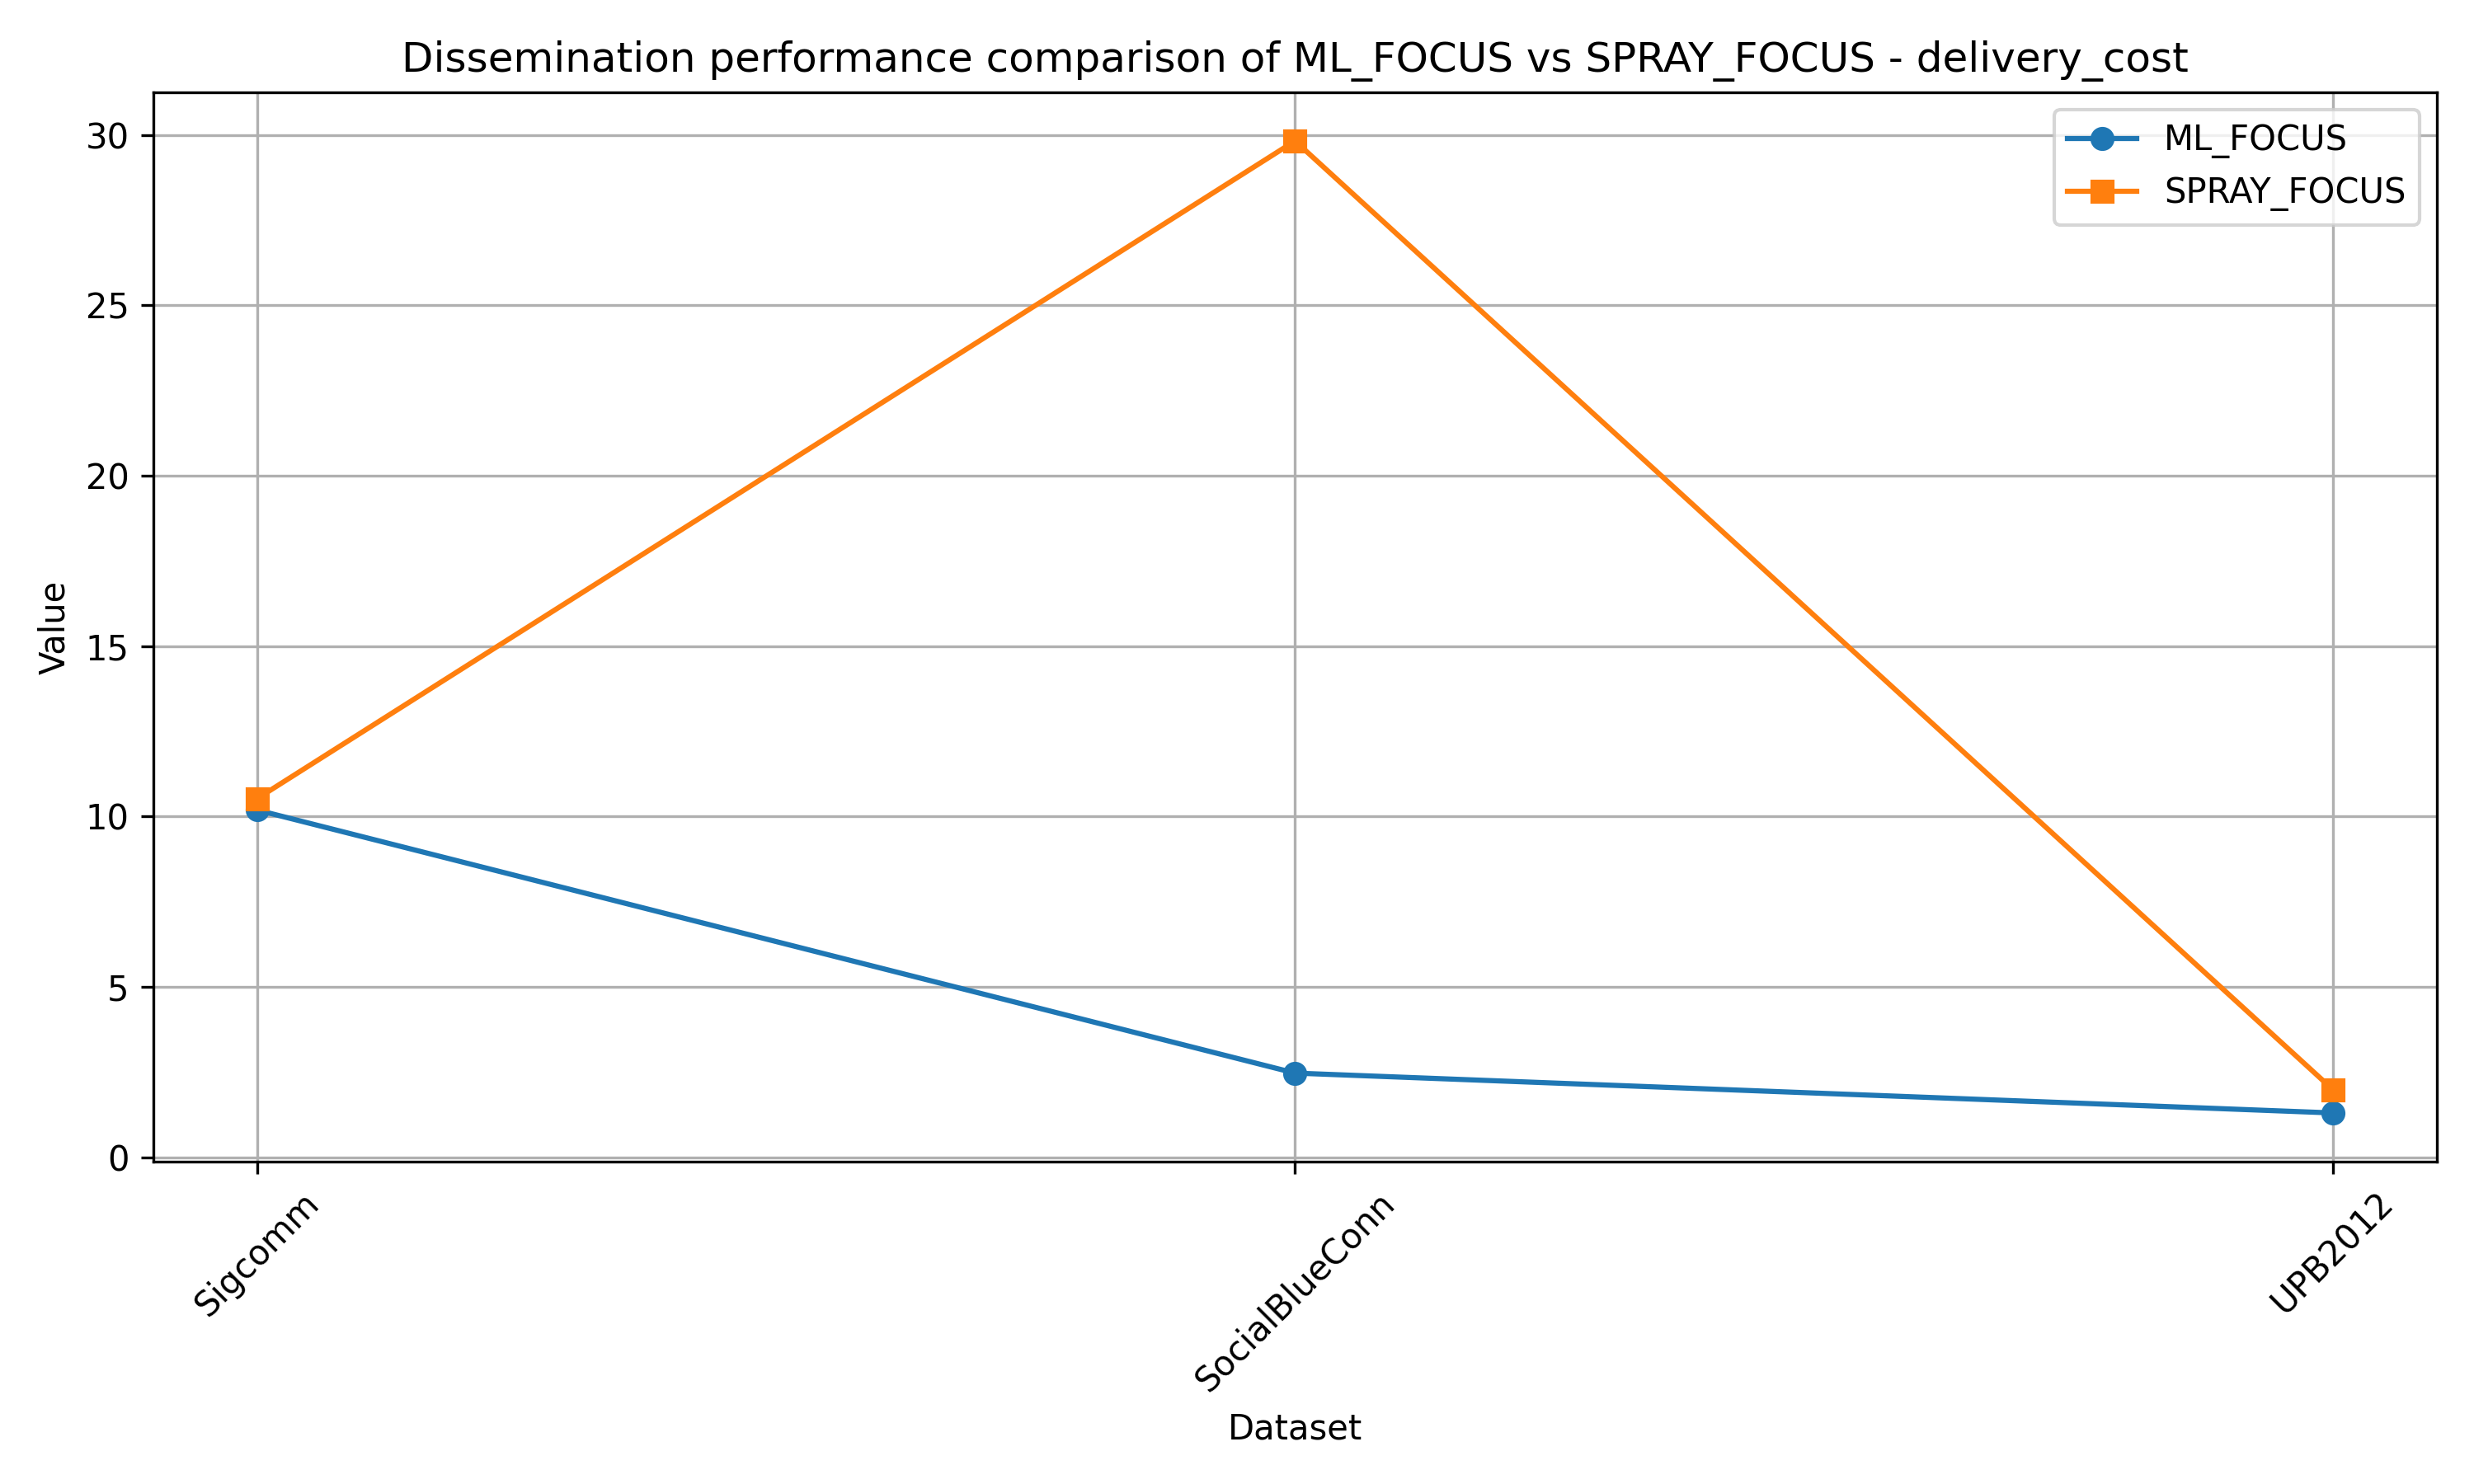 Dissemination performance comparison of ML_FOCUS vs SPRAY_FOCUS - delivery_cost
ML_FOCUS
SPRAY_FOCUS
30
25
20
15
10
5
0
Value
Sigcomm
SocialBlueConn
UPB2012
Dataset